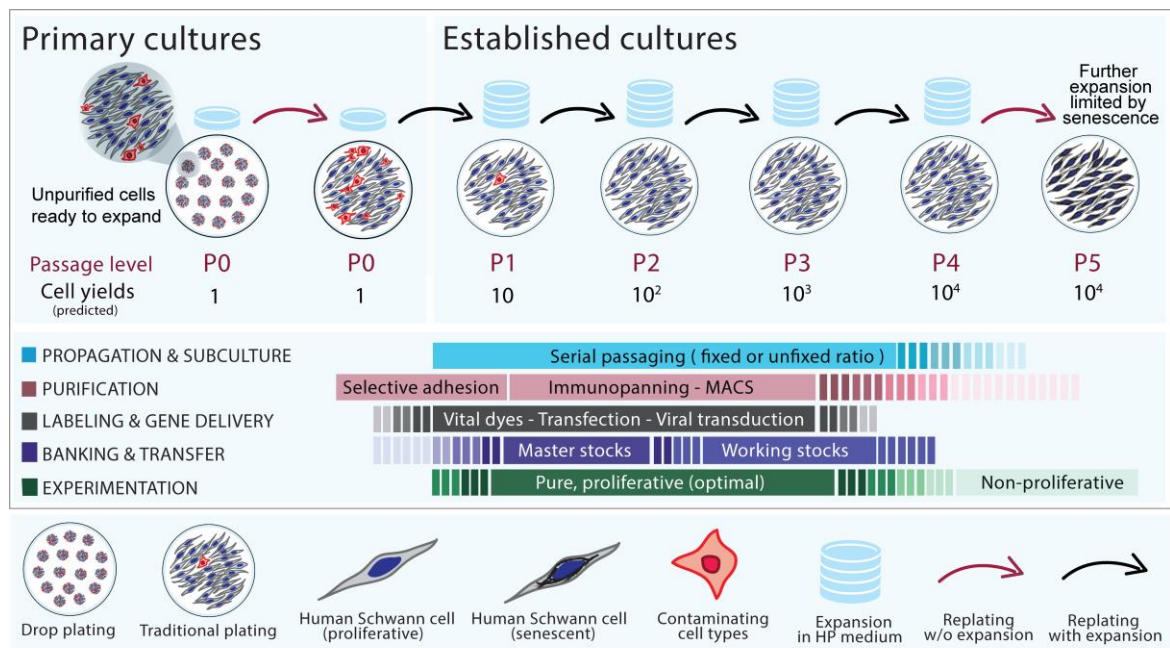 Primary cultures
Established cultures
Further
expansion
limited by
senescence
Unpurified cells
ready to expand
Passage level P0 P0 P1 P2 P3 P4 P5
Cell yields 1 1 10 10² 10³ 10⁴ 10⁴
(predicted)
PROPAGATION & SUBCULTURE
Serial passaging ( fixed or unfixed ratio )
PURIFICATION
Selective adhesion
Immunopanning - MACS
LABELING & GENE DELIVERY
Vital dyes - Transfection - Viral transduction
BANKING & TRANSFER
Master stocks
Working stocks
EXPERIMENTATION
Pure, proliferative (optimal)
Non-proliferative
Drop plating
Traditional plating
Human Schwann cell
(proliferative)
Human Schwann cell
(senescent)
Contaminating
cell types
Expansion
in HP medium
Replating
w/o expansion
Replating
with expansion